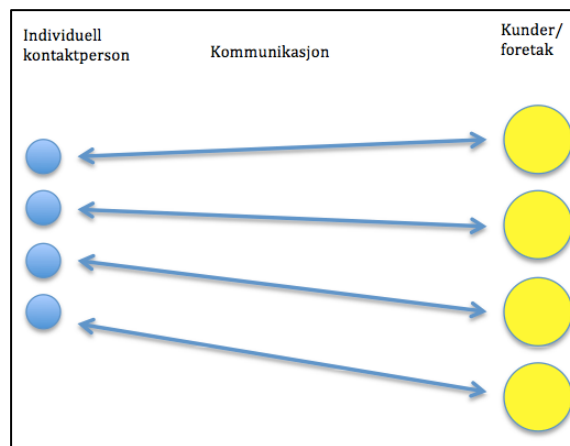 Individuell
kontaktperson
Kommunikasjon
Kunder/
foretak